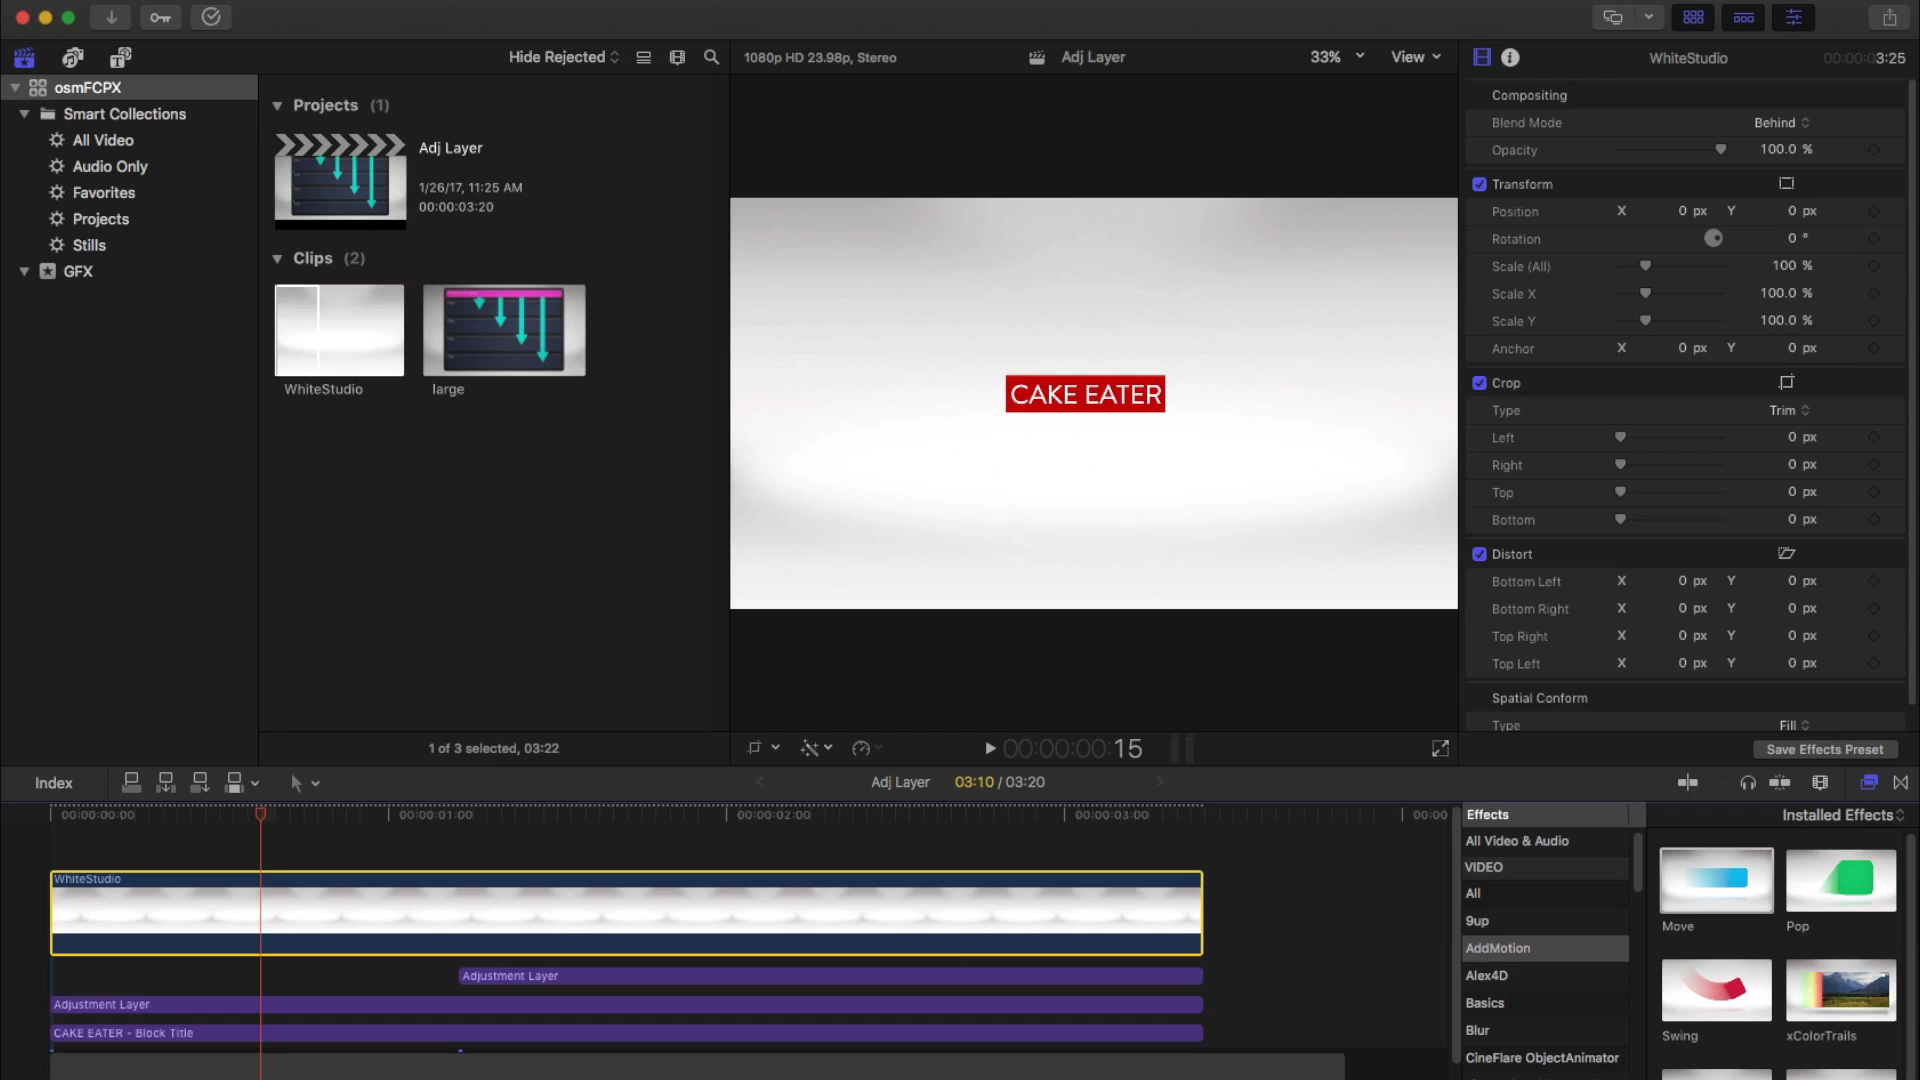 Hide Rejected
1080p HD 23.98p, Stereo
Adj Layer
33%
View
WhiteStudio
00:00:03:25
osmFCPX
Smart Collections
All Video
Audio Only
Favorites
Projects
Stills
GFX
Projects (1)
Adj Layer
1/26/17, 11:25 AM
00:00:03:20
Clips (2)
WhiteStudio
large
1 of 3 selected, 03:22
CAKE EATER
00:00:00:15
Compositing
Blend Mode Behind
Opacity 100.0 %
Transform
Position X 0 px Y 0 px
Rotation 0 °
Scale (All) 100 %
Scale X 100.0 %
Scale Y 100.0 %
Anchor X 0 px Y 0 px
Crop
Type Trim
Left 0 px
Right 0 px
Top 0 px
Bottom 0 px
Distort
Bottom Left X 0 px Y 0 px
Bottom Right X 0 px Y 0 px
Top Right X 0 px Y 0 px
Top Left X 0 px Y 0 px
Spatial Conform
Type Fill
Save Effects Preset
Index
Adj Layer 03:10 / 03:20
00:00:00:00
00:00:01:00
00:00:02:00
00:00:03:00
00:00
WhiteStudio
Adjustment Layer
Adjustment Layer
CAKE EATER - Block Title
Effects
Installed Effects
All Video & Audio
VIDEO
All
9up
AddMotion
Alex4D
Basics
Blur
CineFlare ObjectAnimator
Move
Pop
Swing
xColorTrails